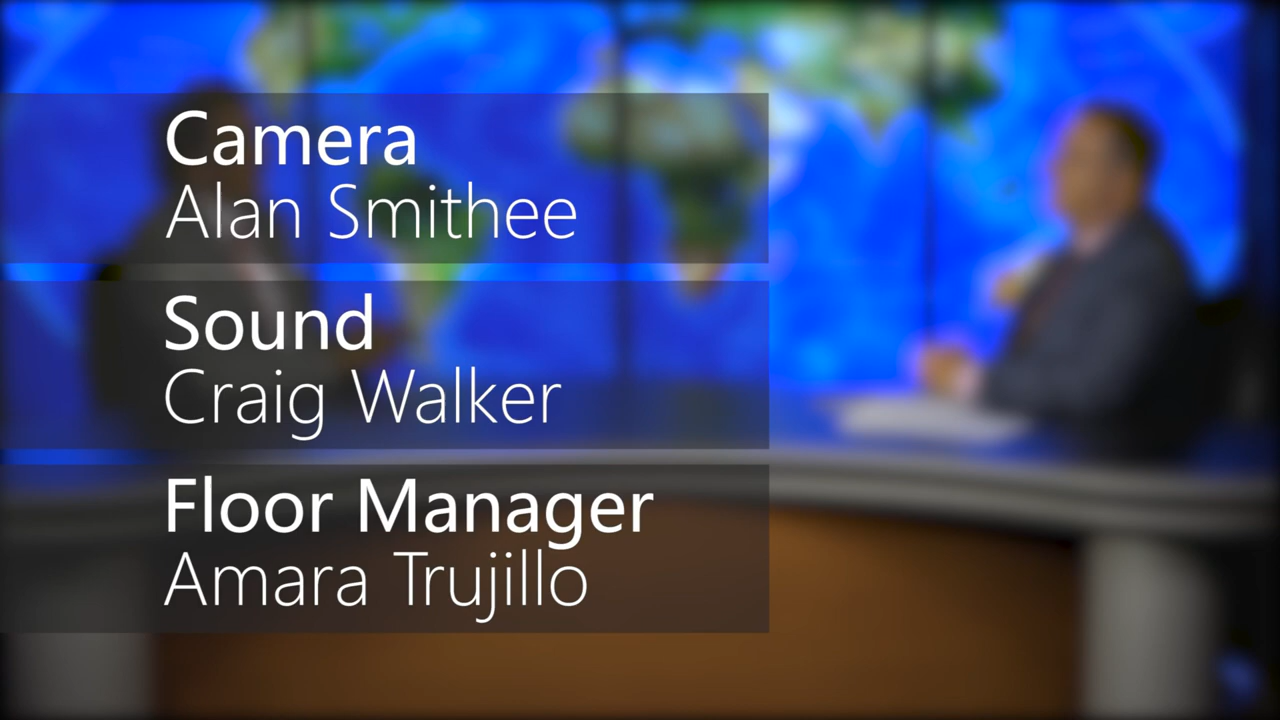 Camera
Alan Smithee
Sound
Craig Walker
Floor Manager
Amara Trujillo